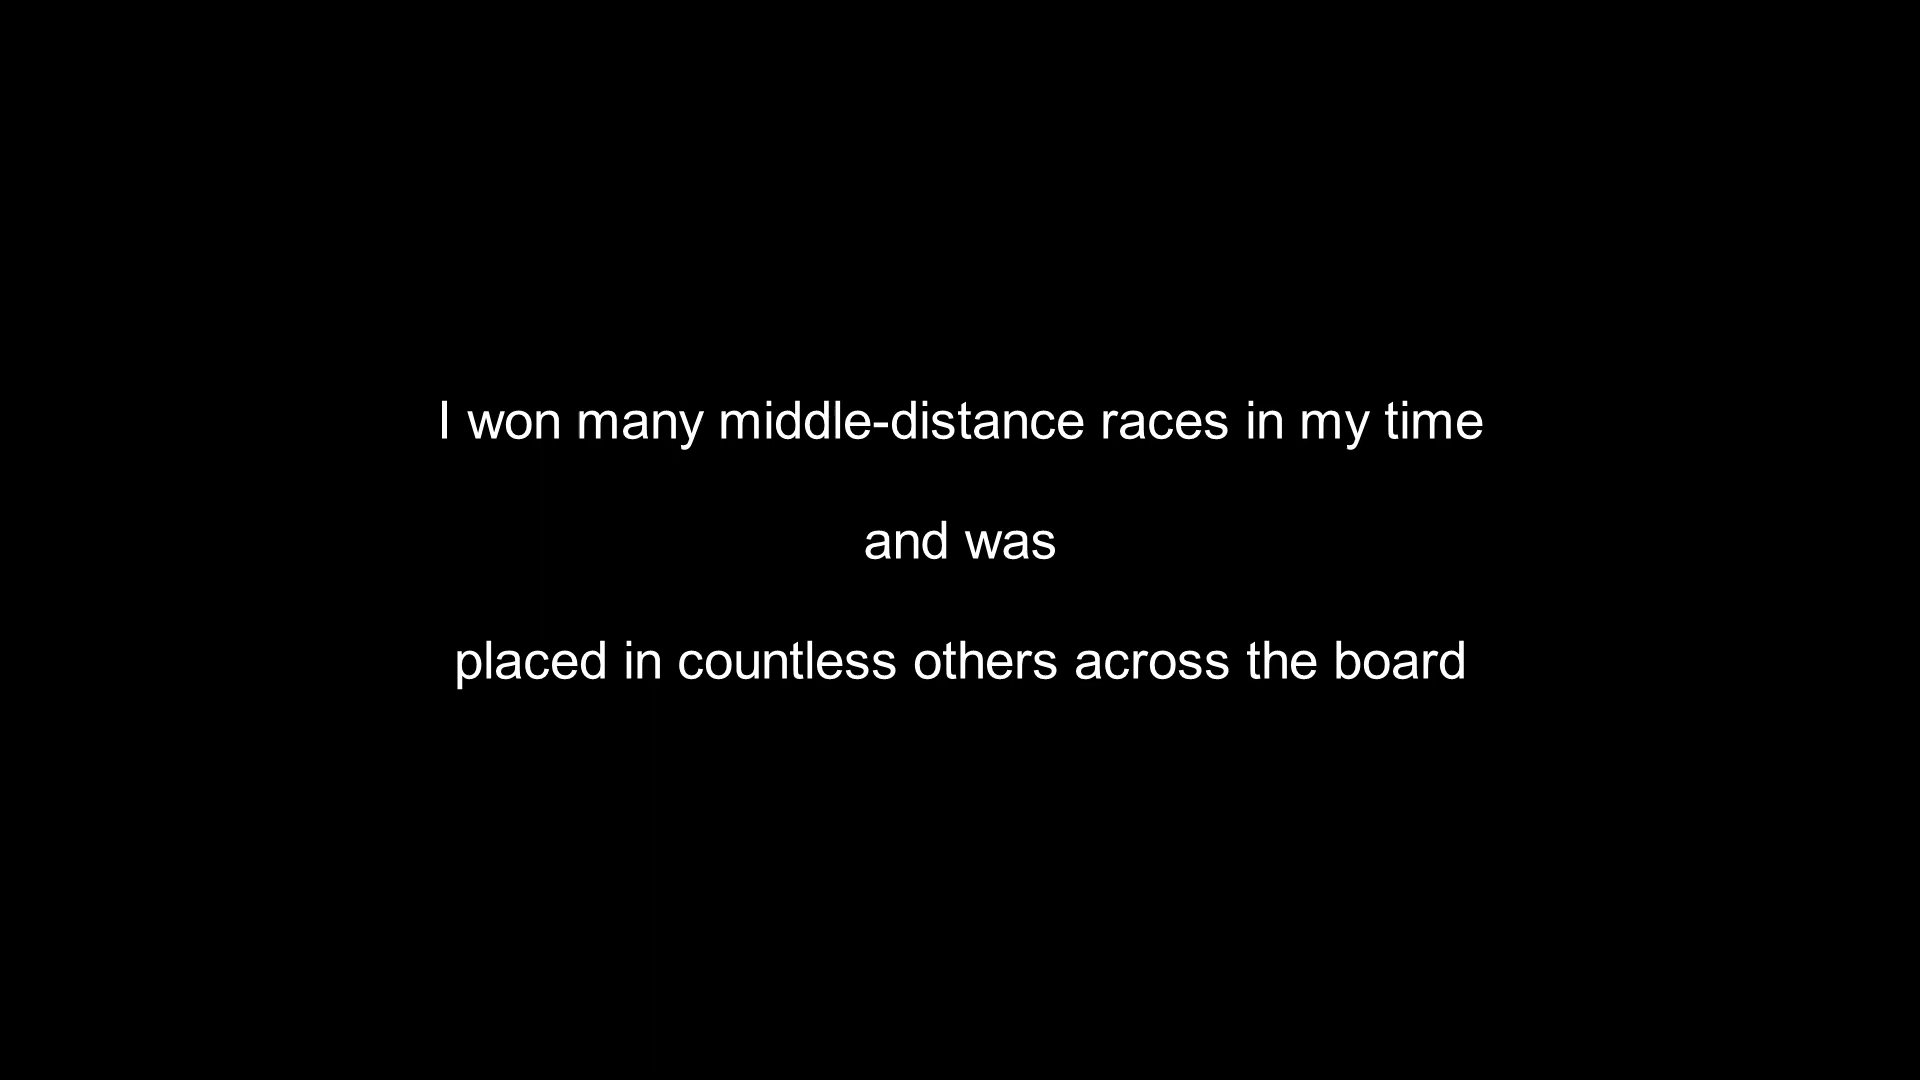 I won many middle-distance races in my time
and was
placed in countless others across the board